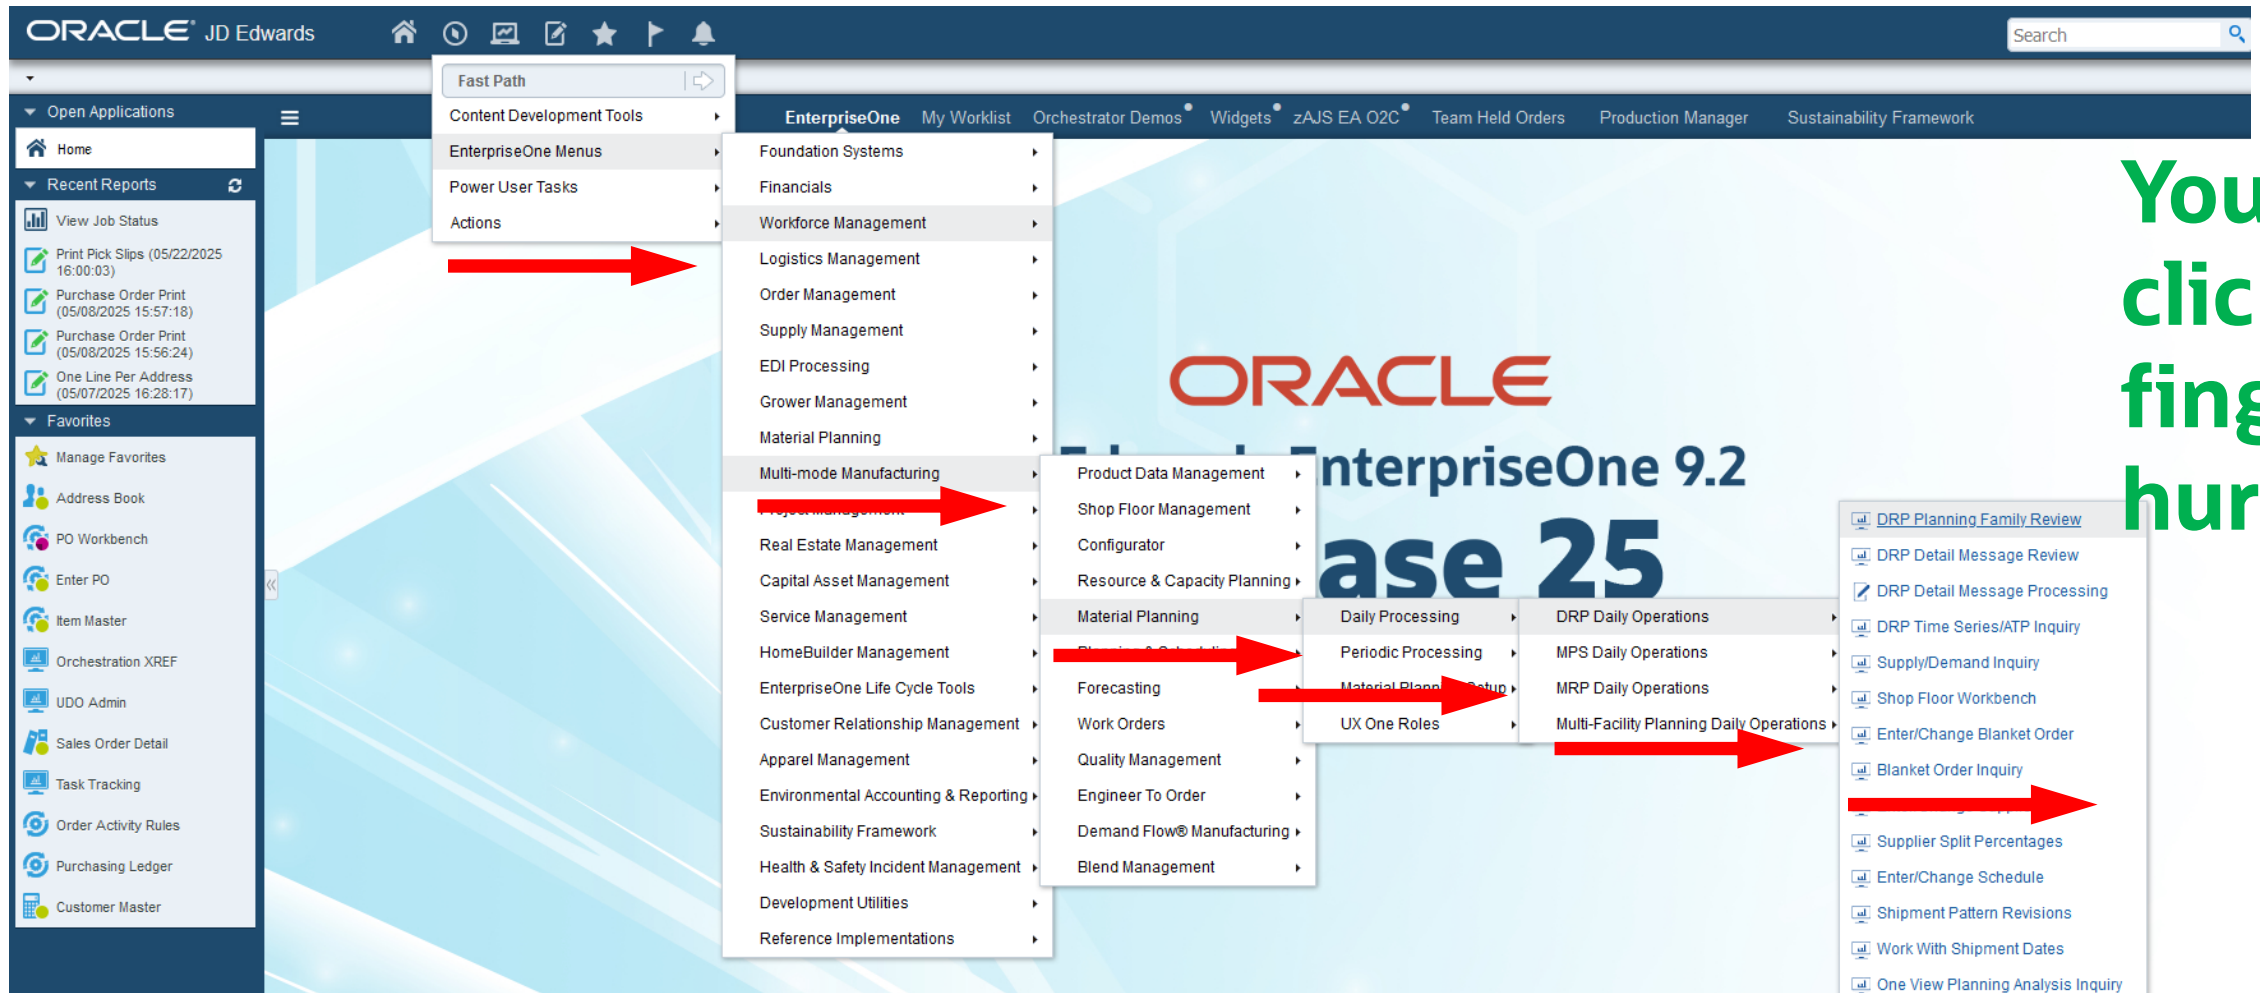 ORACLE JD Edwards
Search
Fast Path
Content Development Tools
EnterpriseOne Menus
Power User Tasks
Actions
Open Applications
Home
Recent Reports
View Job Status
Print Pick Slips (05/22/2025
16:00:03)
Purchase Order Print
(05/08/2025 15:57:18)
Purchase Order Print
(05/08/2025 15:56:24)
One Line Per Address
(05/07/2025 16:28:17)
Favorites
Manage Favorites
Address Book
PO Workbench
Enter PO
Item Master
Orchestration XREF
UDO Admin
Sales Order Detail
Task Tracking
Order Activity Rules
Purchasing Ledger
Customer Master
EnterpriseOne My Worklist Orchestrator Demos Widgets zAJS EA O2C Team Held Orders Production Manager Sustainability Framework
Foundation Systems
Financials
Workforce Management
Logistics Management
Order Management
Supply Management
EDI Processing
Grower Management
Material Planning
Multi-mode Manufacturing
Project Management
Real Estate Management
Capital Asset Management
Service Management
HomeBuilder Management
EnterpriseOne Life Cycle Tools
Customer Relationship Management
Apparel Management
Environmental Accounting & Reporting
Sustainability Framework
Health & Safety Incident Management
Development Utilities
Reference Implementations
ORACLE
EnterpriseOne 9.2
ase 25
Product Data Management
Shop Floor Management
Configurator
Resource & Capacity Planning
Material Planning
Forecasting
Work Orders
Quality Management
Engineer To Order
Demand Flow® Manufacturing
Blend Management
Daily Processing
Periodic Processing
Material Planning Setup
UX One Roles
DRP Daily Operations
MPS Daily Operations
MRP Daily Operations
Multi-Facility Planning Daily Operations
DRP Planning Family Review
DRP Detail Message Review
DRP Detail Message Processing
DRP Time Series/ATP Inquiry
Supply/Demand Inquiry
Shop Floor Workbench
Enter/Change Blanket Order
Blanket Order Inquiry
Supplier Split Percentages
Enter/Change Schedule
Shipment Pattern Revisions
Work With Shipment Dates
One View Planning Analysis Inquiry
You
clic
fing
hur